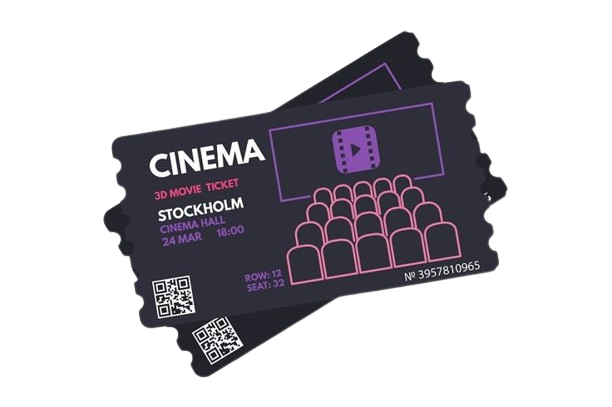 CINEMA
3D MOVIE TICKET
STOCKHOLM
CINEMA HALL
24 MAR 18:00
ROW: 12
SEAT: 32
№ 3957810965